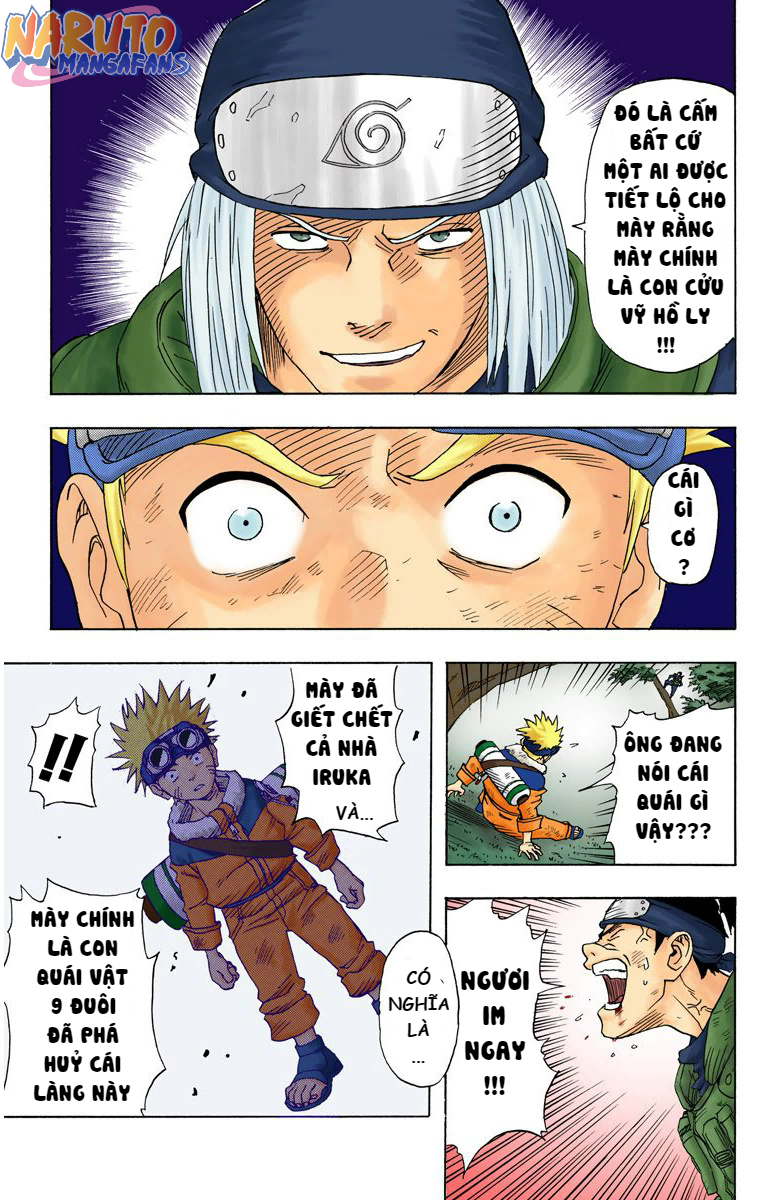 NARUTO
MANGAFANS
ĐÓ LÀ CẤM
BẤT CỨ
MỘT AI ĐƯỢC
TIẾT LỘ CHO
MÀY RẰNG
MÀY CHÍNH
LÀ CON CỬU
VỸ HỒ LY
!!!
CÁI
GÌ
CƠ
?
ÔNG ĐANG
NÓI CÁI
QUÁI GÌ
VẬY???
NGƯƠI
IM
NGAY
!!!
CÓ
NGHĨA
LÀ
...
MÀY ĐÃ
GIẾT CHẾT
CẢ NHÀ
IRUKA
VÀ...
!!
MÀY CHÍNH
LÀ CON
QUÁI VẬT
9 ĐUÔI
ĐÃ PHÁ
HUỶ CÁI
LÀNG NÀY